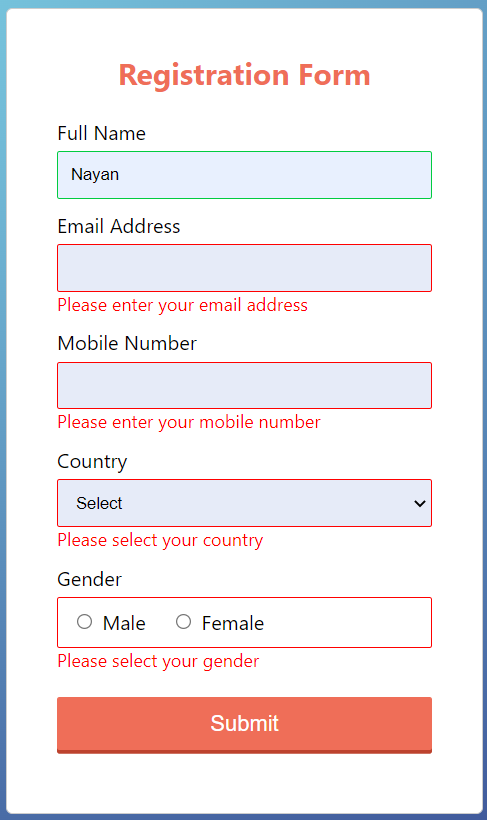 Registration Form
Full Name
Nayan
Email Address
Please enter your email address
Mobile Number
Please enter your mobile number
Country
Select
Please select your country
Gender
Male Female
Please select your gender
Submit